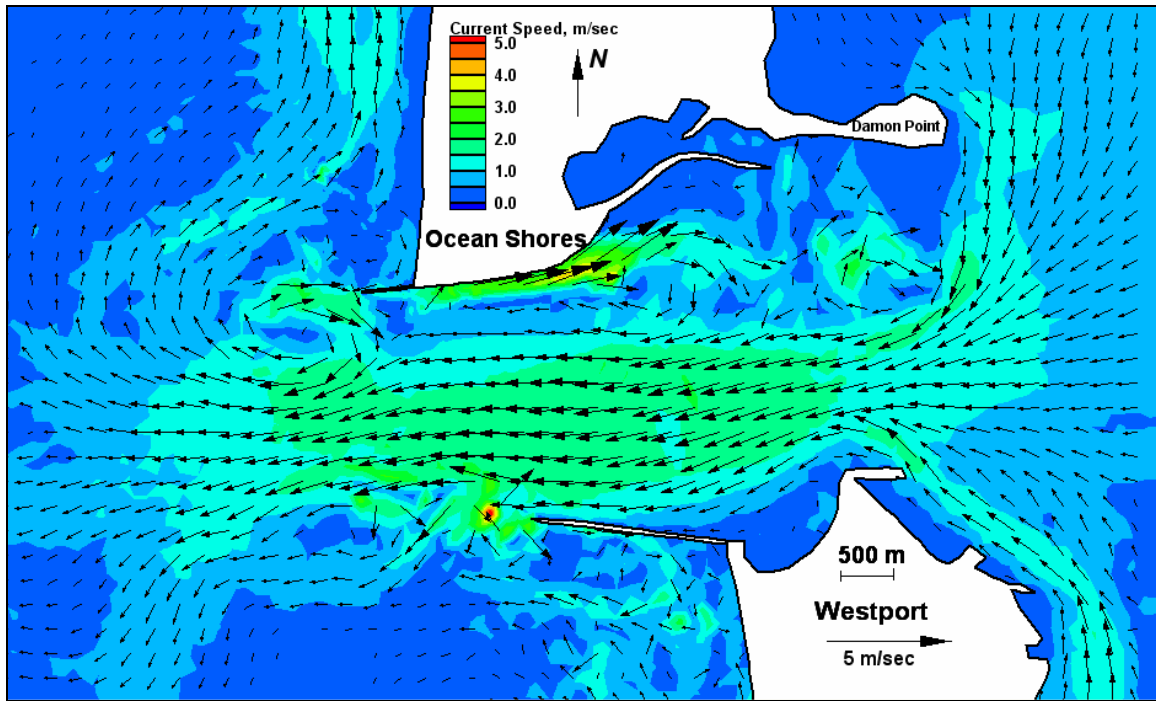 Current Speed, m/sec
5.0
4.0
3.0
2.0
1.0
0.0
N
Damon Point
Ocean Shores
500 m
Westport
5 m/sec